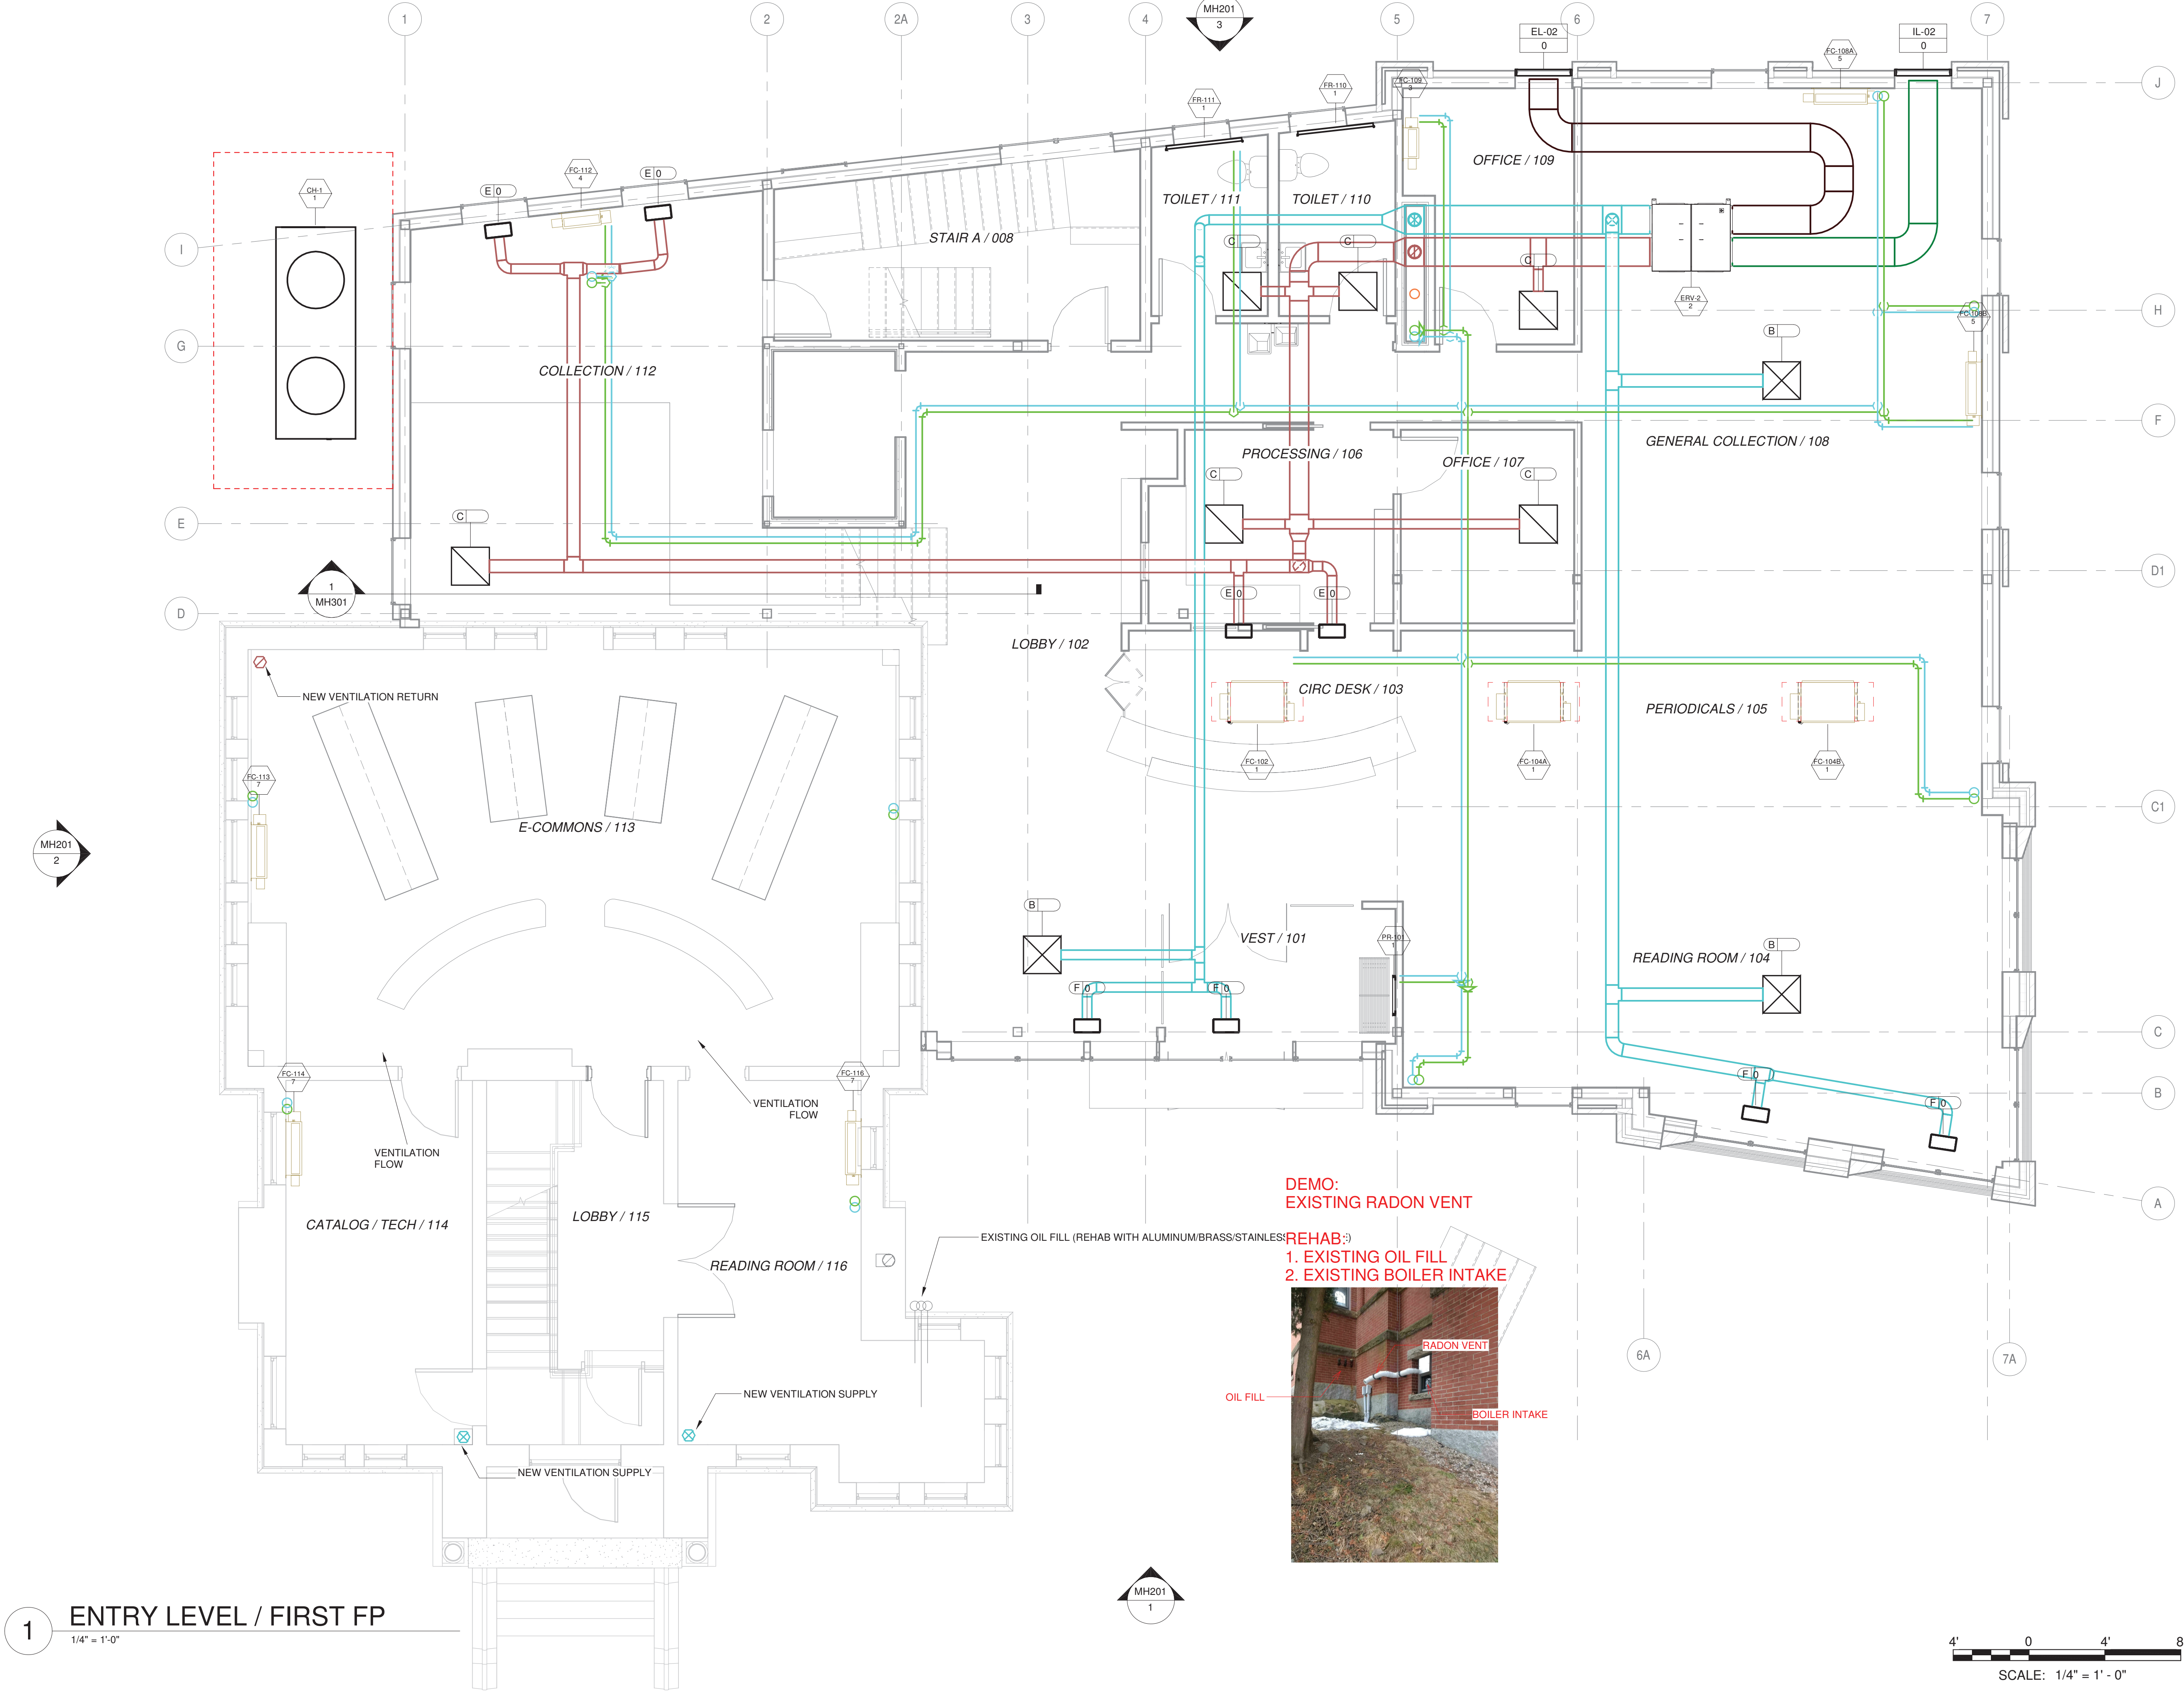 1
2
2A
3
4
MH201
3
5
6
7
EL-02
0
IL-02
0
FC-108A
5
FC-109
3
FR-110
1
FR-111
1
J
OFFICE / 109
FC-112
4
E 0
E 0
CH-1
1
TOILET / 111
TOILET / 110
STAIR A / 008
I
C
C
C
ERV-2
2
H
FC-108B
5
G
B
COLLECTION / 112
F
GENERAL COLLECTION / 108
PROCESSING / 106
OFFICE / 107
C
C
C
E
1
MH301
D1
E 0
E 0
D
LOBBY / 102
NEW VENTILATION RETURN
CIRC DESK / 103
PERIODICALS / 105
FC-102
1
FC-104A
1
FC-104B
1
FC-113
7
C1
E-COMMONS / 113
MH201
2
B
VEST / 101
PR-101
1
B
READING ROOM / 104
F 0
F 0
C
FC-114
7
FC-116
7
F 0
B
F 0
VENTILATION
FLOW
VENTILATION
FLOW
DEMO:
EXISTING RADON VENT
A
CATALOG / TECH / 114
LOBBY / 115
EXISTING OIL FILL (REHAB WITH ALUMINUM/BRASS/STAINLESS
REHAB:
1. EXISTING OIL FILL
2. EXISTING BOILER INTAKE
READING ROOM / 116
RADON VENT
6A
7A
NEW VENTILATION SUPPLY
OIL FILL
BOILER INTAKE
NEW VENTILATION SUPPLY
MH201
1
1
ENTRY LEVEL / FIRST FP
1/4" = 1'-0"
4' 0 4' 8
SCALE: 1/4" = 1' - 0"